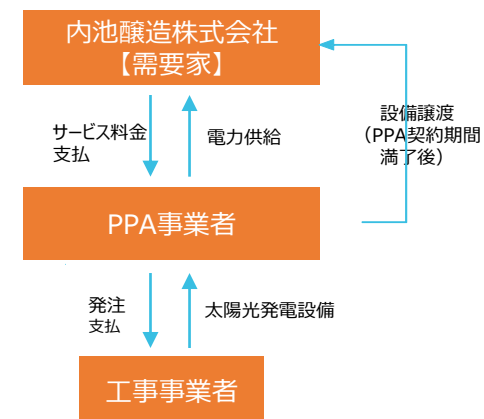 内池醸造株式会社
【需要家】
サービス料金
支払
電力供給
設備譲渡
（PPA契約期間
満了後）
PPA事業者
発注
支払
太陽光発電設備
工事事業者